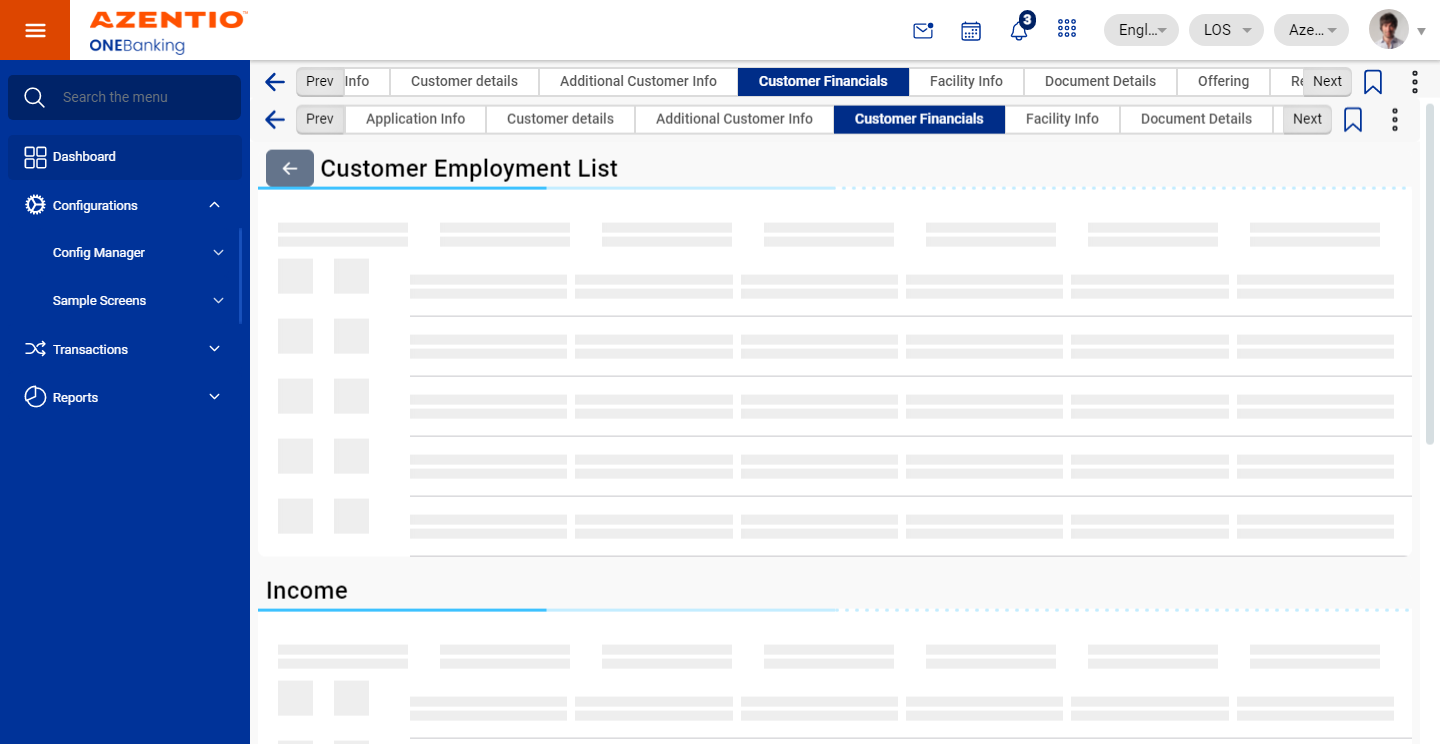 AZENTIO™
ONEBanking
3
Engl...
LOS
Aze...
Search the menu
Dashboard
Configurations
Config Manager
Sample Screens
Transactions
Reports
Prev Info Customer details Additional Customer Info Customer Financials Facility Info Document Details Offering Re Next
Prev Application Info Customer details Additional Customer Info Customer Financials Facility Info Document Details Next
Customer Employment List
Income